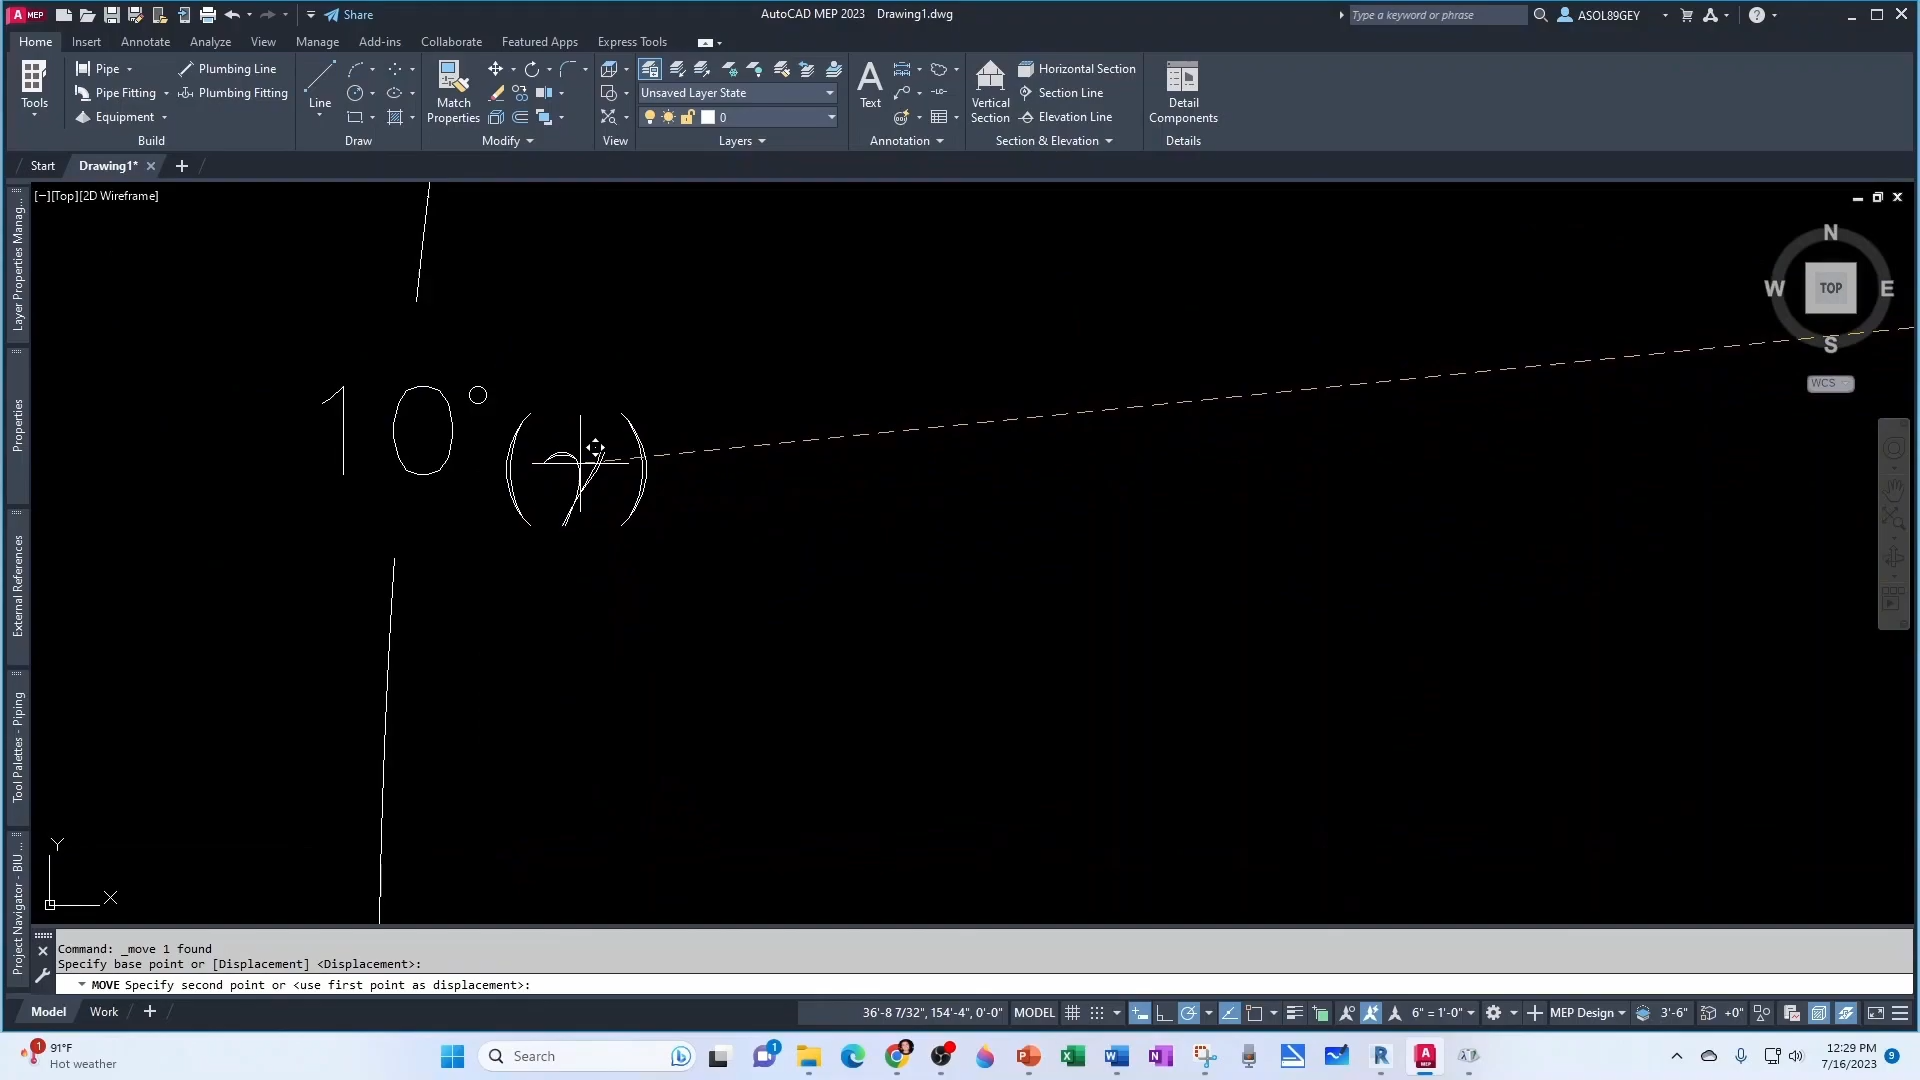 MEP
Share
AutoCAD MEP 2023 Drawing1.dwg
Type a keyword or phrase
ASOL89GEY
Home Insert Annotate Analyze View Manage Add-ins Collaborate Featured Apps Express Tools
Tools
Pipe
Pipe Fitting
Equipment
Plumbing Line
Plumbing Fitting
Build
Line
Draw
Match
Properties
Modify
View
Unsaved Layer State
0
Layers
Text
Annotation
Vertical
Section
Horizontal Section
Section Line
Elevation Line
Section & Elevation
Detail
Components
Details
Start
Drawing1*
[−][Top][2D Wireframe]
Layer Properties Manag...
Properties
External References
Tool Palettes - Piping
Project Navigator - BIU ...
N
W
TOP
E
S
WCS
10°(γ)
Y
X
Command: _move 1 found
Specify base point or [Displacement] <Displacement>:
MOVE Specify second point or <use first point as displacement>:
Model
Work
36'-8 7/32", 154'-4", 0'-0"
MODEL
6" = 1'-0"
MEP Design
3'-6"
+0"
1
91°F
Hot weather
Search
1
12:29 PM
7/16/2023
9